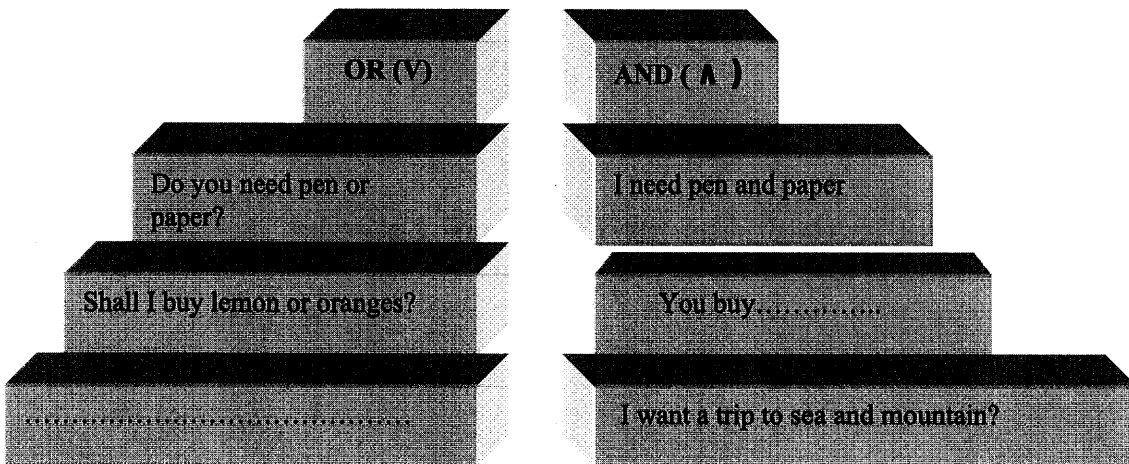 OR (V)
Do you need pen or
paper?
Shall I buy lemon or oranges?
............................................
AND ( ∧ )
I need pen and paper
You buy..............
I want a trip to sea and mountain?